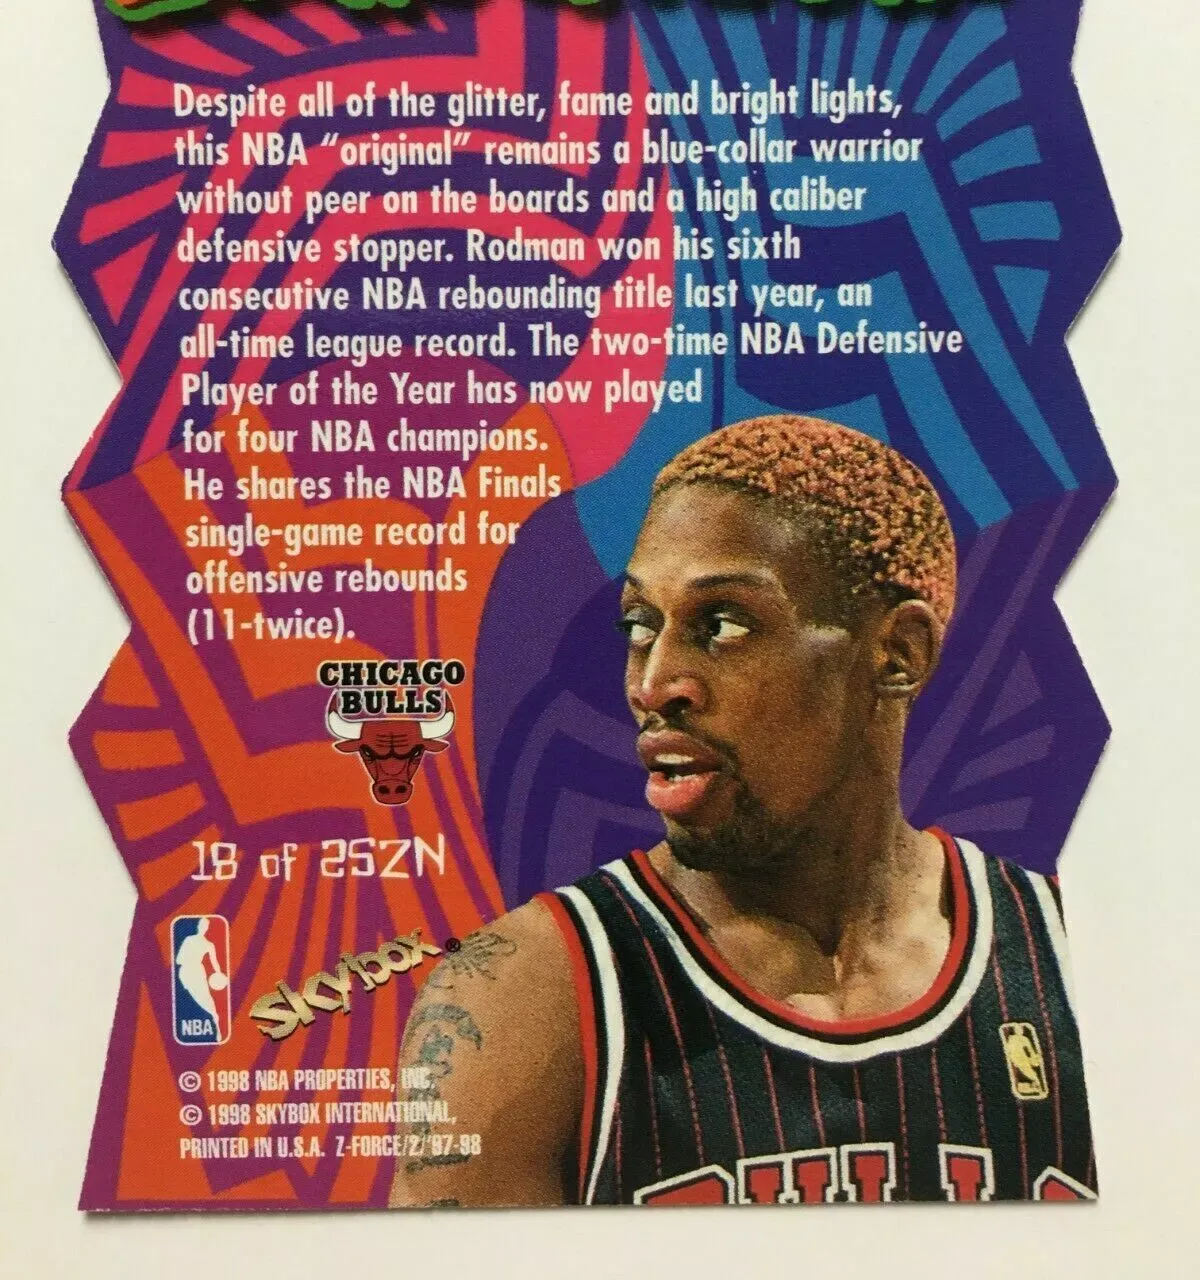 Despite all of the glitter, fame and bright lights,
this NBA “original” remains a blue-collar warrior
without peer on the boards and a high caliber
defensive stopper. Rodman won his sixth
consecutive NBA rebounding title last year, an
all-time league record. The two-time NBA Defensive
Player of the Year has now played
for four NBA champions.
He shares the NBA Finals
single-game record for
offensive rebounds
(11-twice).
CHICAGO
BULLS
18 of 25ZN
NBA
Skybox®
© 1998 NBA PROPERTIES, INC.
© 1998 SKYBOX INTERNATIONAL,
PRINTED IN U.S.A. Z-FORCE/2/'97-98
BULLS